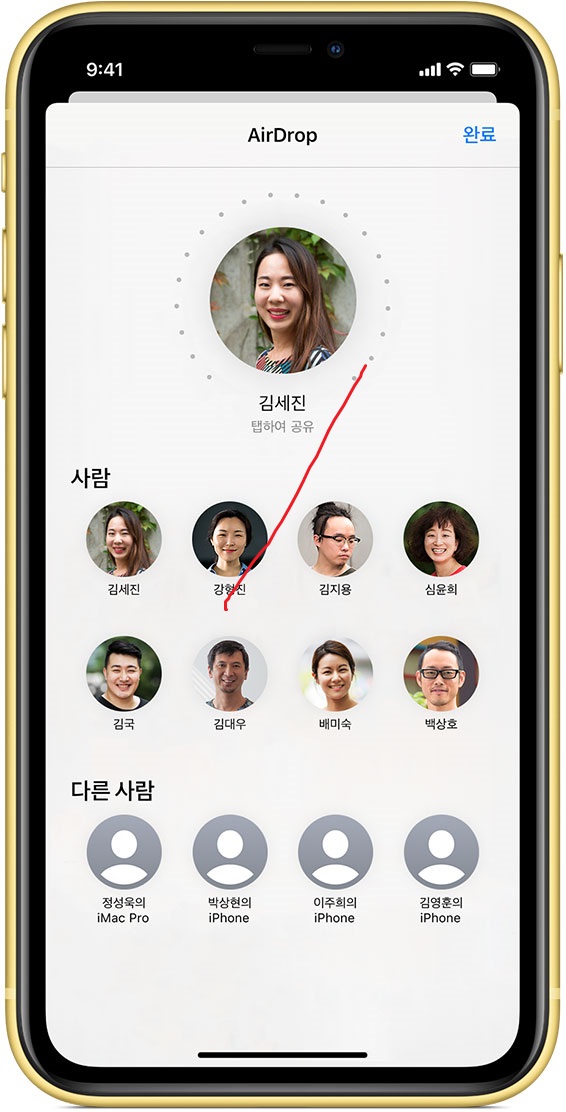 9:41
AirDrop
완료
김세진
탭하여 공유
사람
김세진
강형진
김지용
심윤희
김국
김대우
배미숙
백상호
다른 사람
정성욱의
iMac Pro
박상현의
iPhone
이주희의
iPhone
김영훈의
iPhone